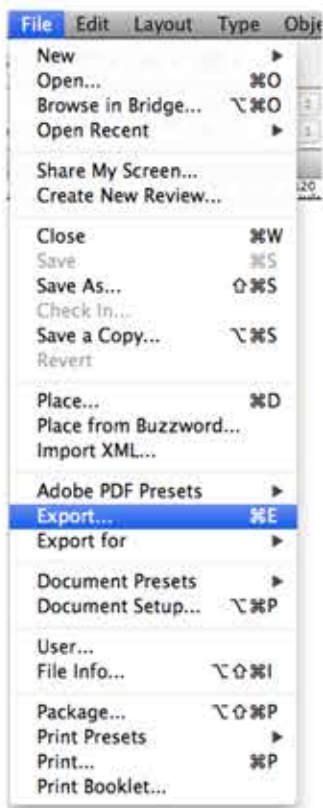 File Edit Layout Type Obje
New ▶
Open... ⌘O
Browse in Bridge... ⌥⌘O
Open Recent ▶
Share My Screen...
Create New Review...
Close ⌘W
Save ⌘S
Save As... ⇧⌘S
Check In...
Save a Copy... ⌥⌘S
Revert
Place... ⌘D
Place from Buzzword...
Import XML...
Adobe PDF Presets ▶
Export... ⌘E
Export for ▶
Document Presets ▶
Document Setup... ⌥⌘P
User...
File Info... ⌥⇧⌘I
Package... ⌥⇧⌘P
Print Presets ▶
Print... ⌘P
Print Booklet...